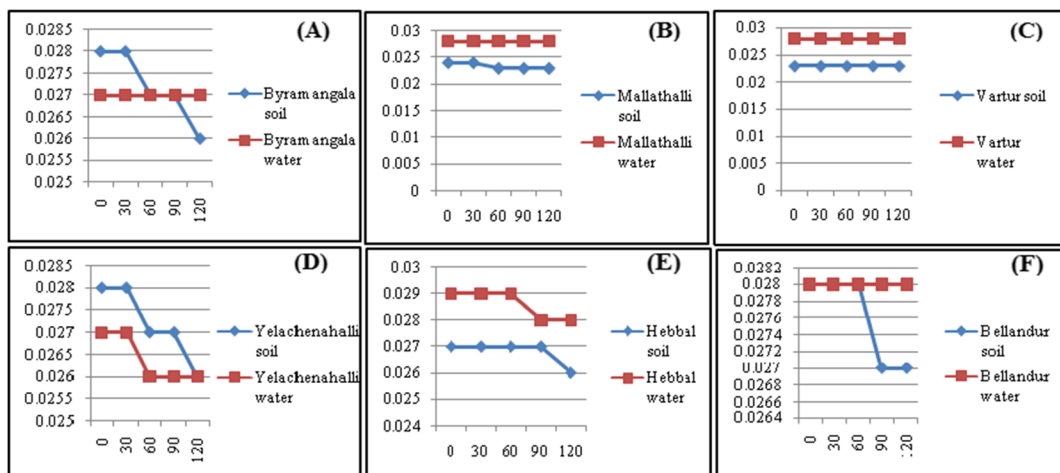 (A)
0.0285
0.028
0.0275
0.027
0.0265
0.026
0.0255
0.025
0
30
60
90
120
Byramangala
soil
Byramangala
water
(B)
0.03
0.025
0.02
0.015
0.01
0.005
0
0 30 60 90 120
Mallathalli
soil
Mallathalli
water
(C)
0.03
0.025
0.02
0.015
0.01
0.005
0
0 30 60 90 120
Vartur soil
Vartur
water
(D)
0.0285
0.028
0.0275
0.027
0.0265
0.026
0.0255
0.025
0
30
60
90
120
Yelachenahalli
soil
Yelachenahalli
water
(E)
0.03
0.029
0.028
0.027
0.026
0.025
0.024
0
30
60
90
120
Hebbal
soil
Hebbal
water
(F)
0.0282
0.028
0.0278
0.0276
0.0274
0.0272
0.027
0.0268
0.0266
0.0264
0
30
60
90
120
Bellandur
soil
Bellandur
water